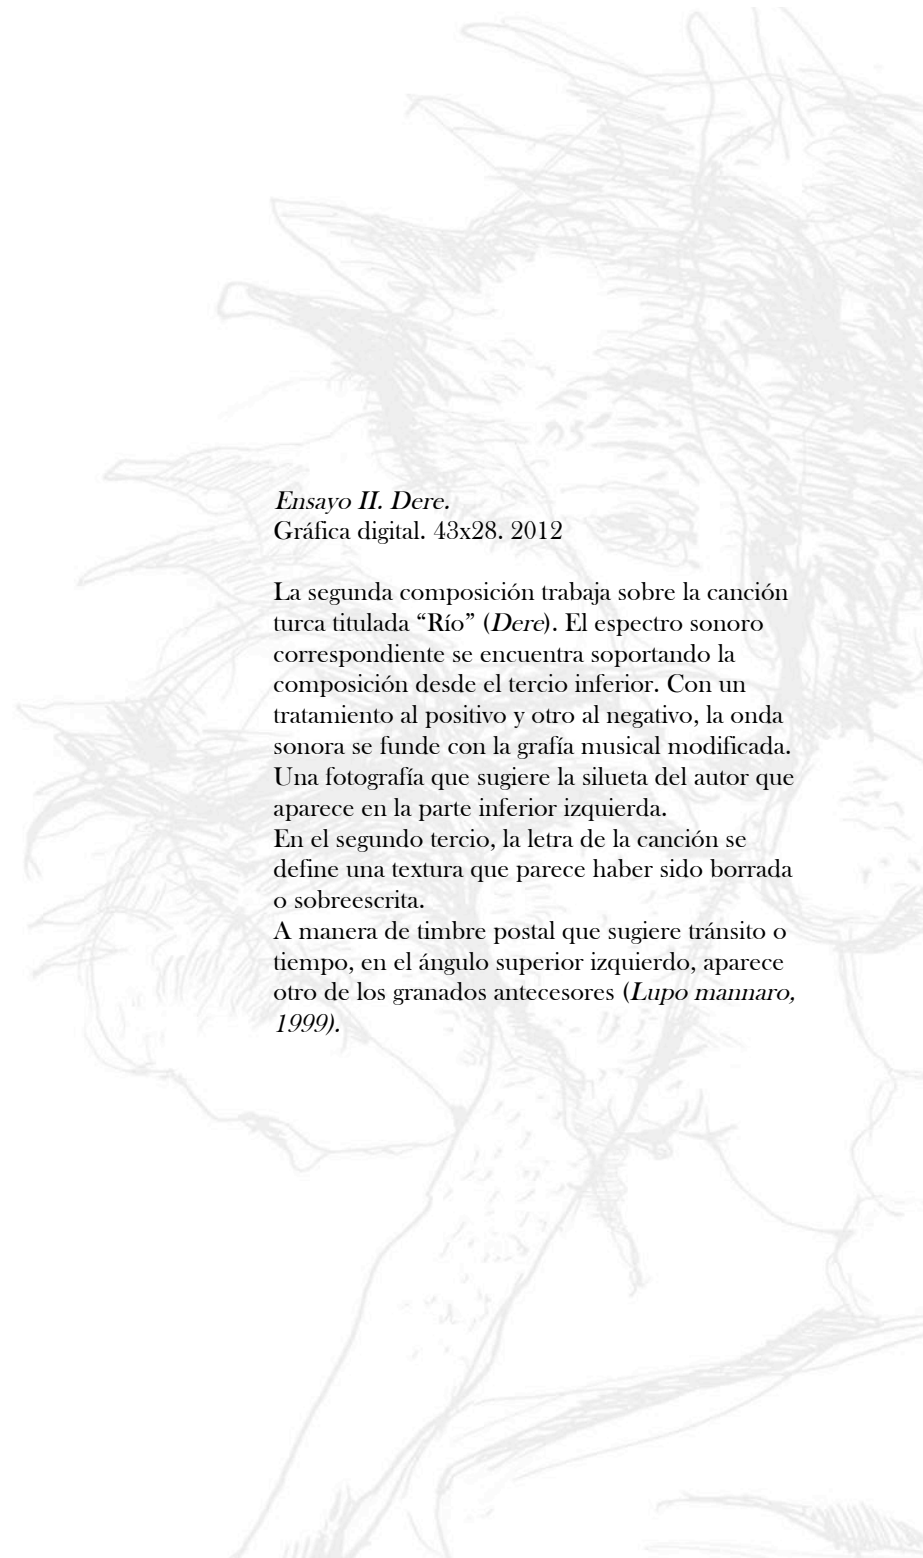 Ensayo II. Dere.
Gráfica digital. 43x28. 2012
La segunda composición trabaja sobre la canción
turca titulada “Río” (Dere). El espectro sonoro
correspondiente se encuentra soportando la
composición desde el tercio inferior. Con un
tratamiento al positivo y otro al negativo, la onda
sonora se funde con la grafía musical modificada.
Una fotografía que sugiere la silueta del autor que
aparece en la parte inferior izquierda.
En el segundo tercio, la letra de la canción se
define una textura que parece haber sido borrada
o sobreescrita.
A manera de timbre postal que sugiere tránsito o
tiempo, en el ángulo superior izquierdo, aparece
otro de los granados antecesores (Lupo mannaro,
1999).